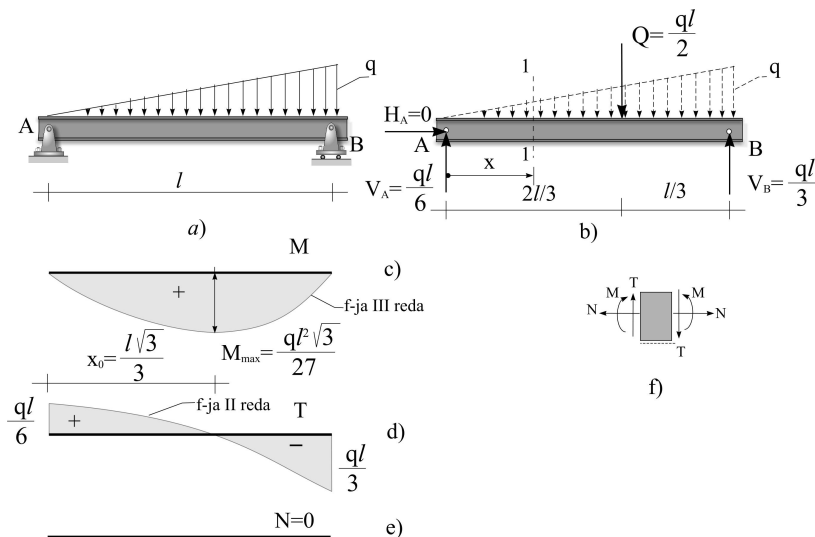 q
A
B
l
a)
Q= ql/2
1
q
H_A=0
A
B
x
1
V_A= ql/6
2l/3
l/3
V_B= ql/3
b)
M
c)
+
f-ja III reda
x₀= l√3/3
M_max= ql²√3/27
M
T
M
N
N
T
f)
f-ja II reda
T
ql/6
+
d)
–
ql/3
N=0
e)